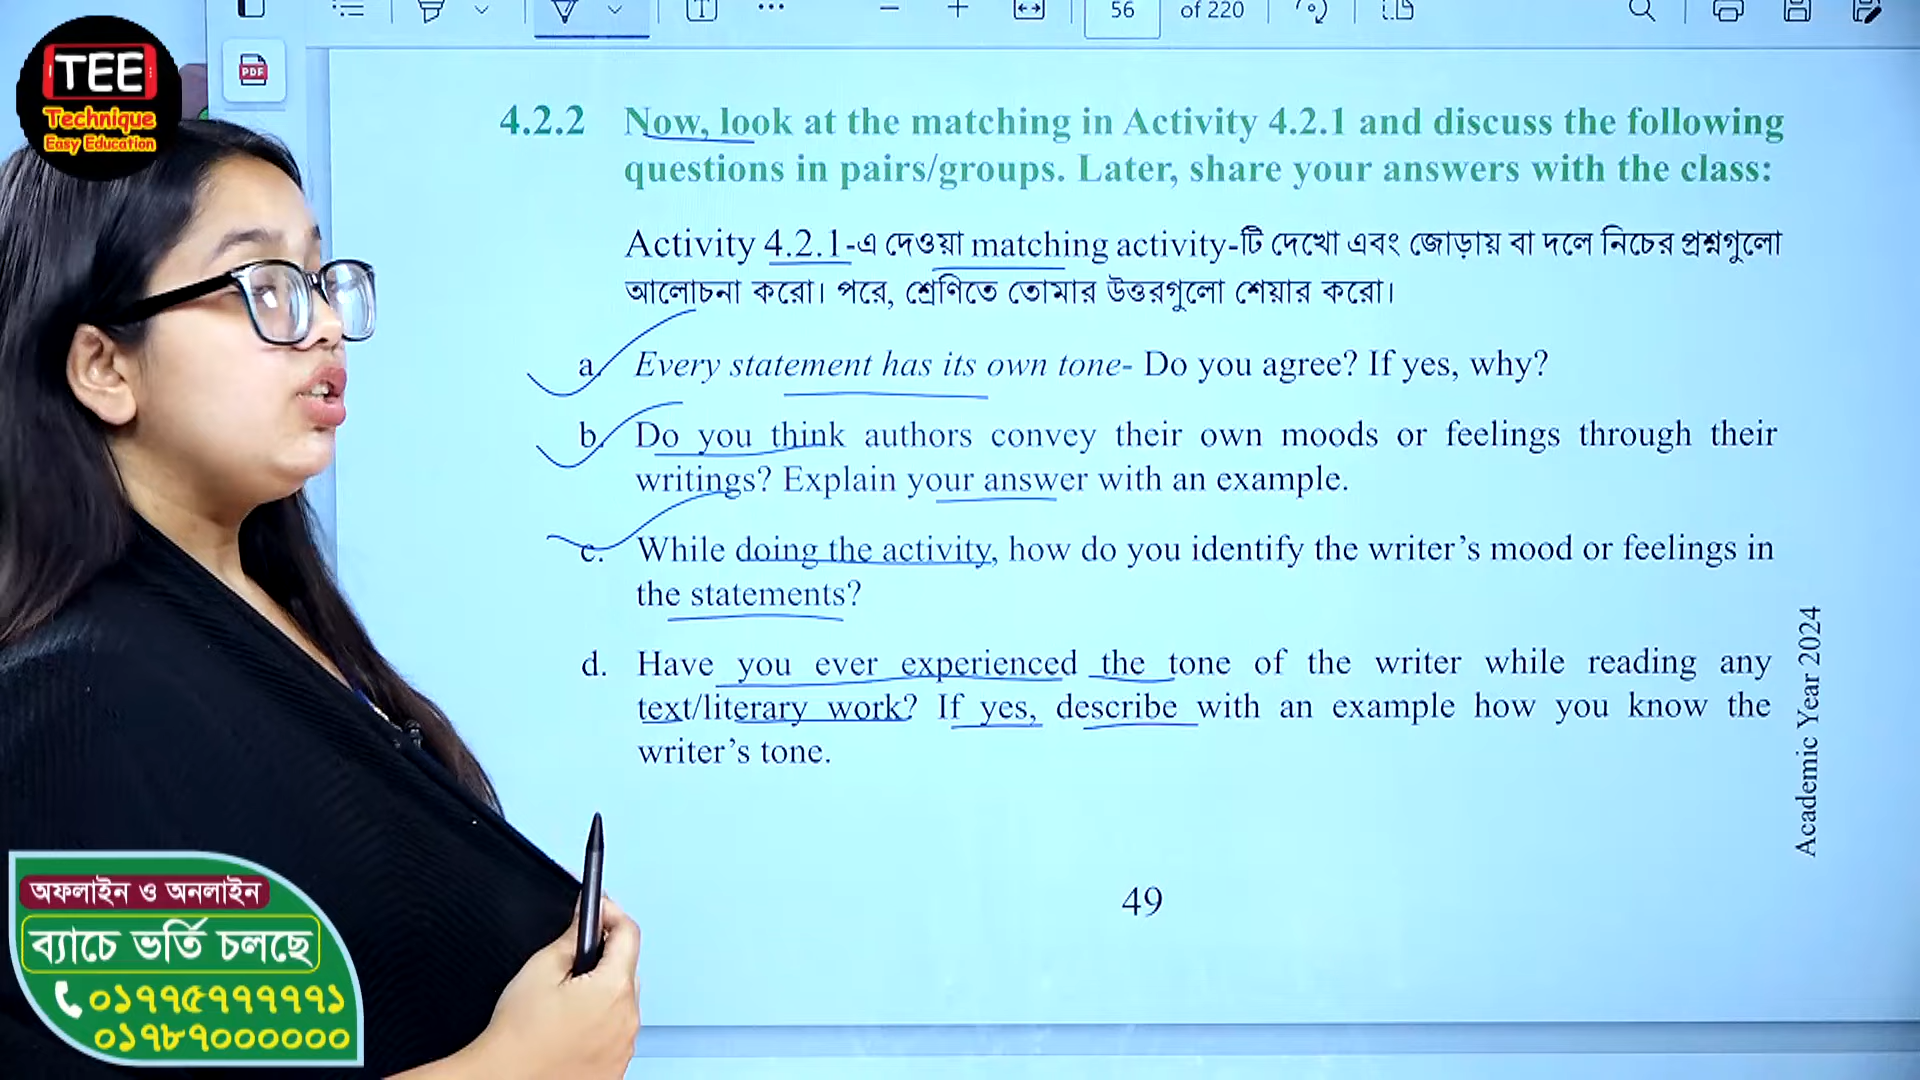 56 of 220
TEE
Technique
Easy Education
PDF
4.2.2 Now, look at the matching in Activity 4.2.1 and discuss the following
questions in pairs/groups. Later, share your answers with the class:
Activity 4.2.1-এ দেওয়া matching activity-টি দেখো এবং জোড়ায় বা দলে নিচের প্রশ্নগুলো
আলোচনা করো। পরে, শ্রেণিতে তোমার উত্তরগুলো শেয়ার করো।
a. Every statement has its own tone- Do you agree? If yes, why?
b. Do you think authors convey their own moods or feelings through their
writings? Explain your answer with an example.
c. While doing the activity, how do you identify the writer's mood or feelings in
the statements?
d. Have you ever experienced the tone of the writer while reading any
text/literary work? If yes, describe with an example how you know the
writer's tone.
49
Academic Year 2024
অফলাইন ও অনলাইন
ব্যাচে ভর্তি চলছে
০১৭৭৫৭৭৭৭৭১
০১৭৮৭০০০০০০